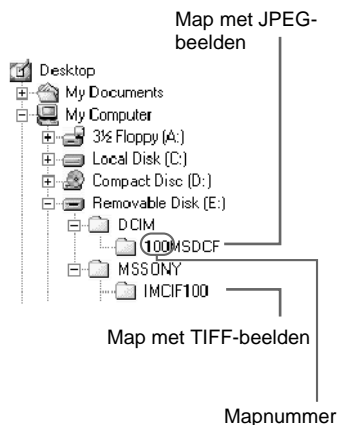 Map met JPEG-
beelden
Desktop
My Documents
My Computer
3½ Floppy (A:)
Local Disk (C:)
Compact Disc (D:)
Removable Disk (E:)
DCIM
100MSDCF
MSSONY
IMCIF100
Map met TIFF-beelden
Mapnummer